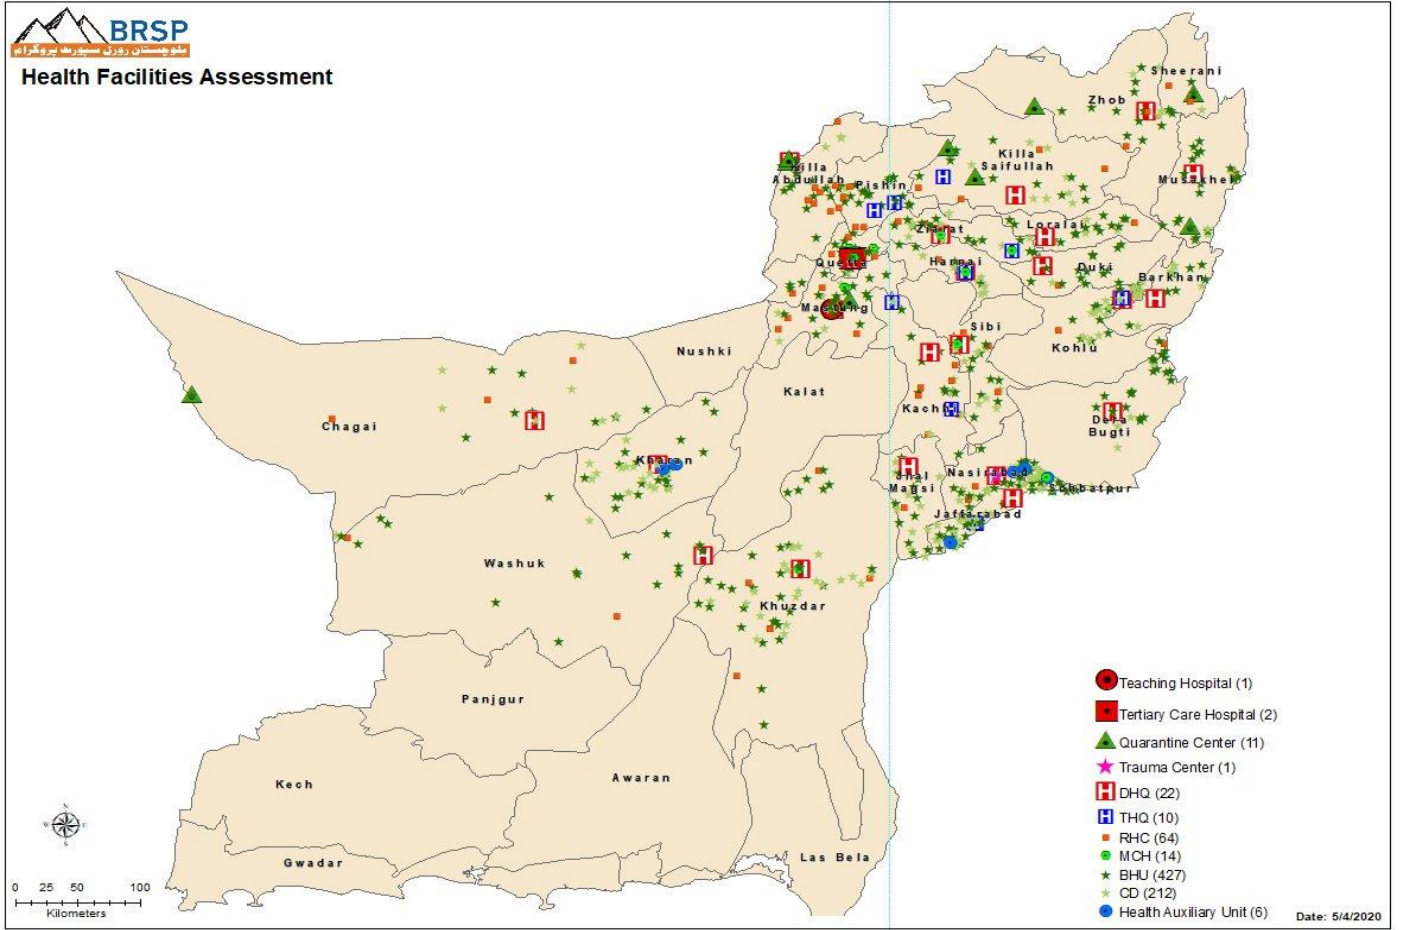 BRSP
بلوچستان رورل سپورٹ پروگرام
Health Facilities Assessment
Sheerani
Zhob
Killa
Saifullah
Killa
Abdullah
Pishin
Musakhel
Ziarat
Loralai
Quetta
Harnai
Duki
Barkhan
Mastung
Sibi
Kohlu
Nushki
Kalat
Kachhi
Chagai
Dera
Bugti
Kharan
Jhal
Magsi
Nasirabad
Sohbatpur
Jaffarabad
Washuk
Khuzdar
Panjgur
Kech
Awaran
Gwadar
Las Bela
N
W
S
0 25 50 100
Kilometers
Teaching Hospital (1)
Tertiary Care Hospital (2)
Quarantine Center (11)
Trauma Center (1)
H DHQ (22)
H THQ (10)
RHC (64)
MCH (14)
BHU (427)
CD (212)
Health Auxiliary Unit (6)
Date: 5/4/2020